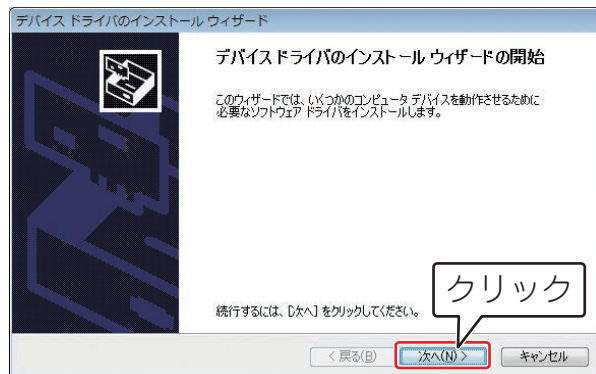 デバイス ドライバのインストール ウィザード
デバイス ドライバのインストール ウィザードの開始
このウィザードでは、いくつかのコンピュータ デバイスを動作させるために
必要なソフトウェア ドライバをインストールします。
クリック
続行するには、[次へ] をクリックしてください。
< 戻る(B)
次へ(N) >
キャンセル